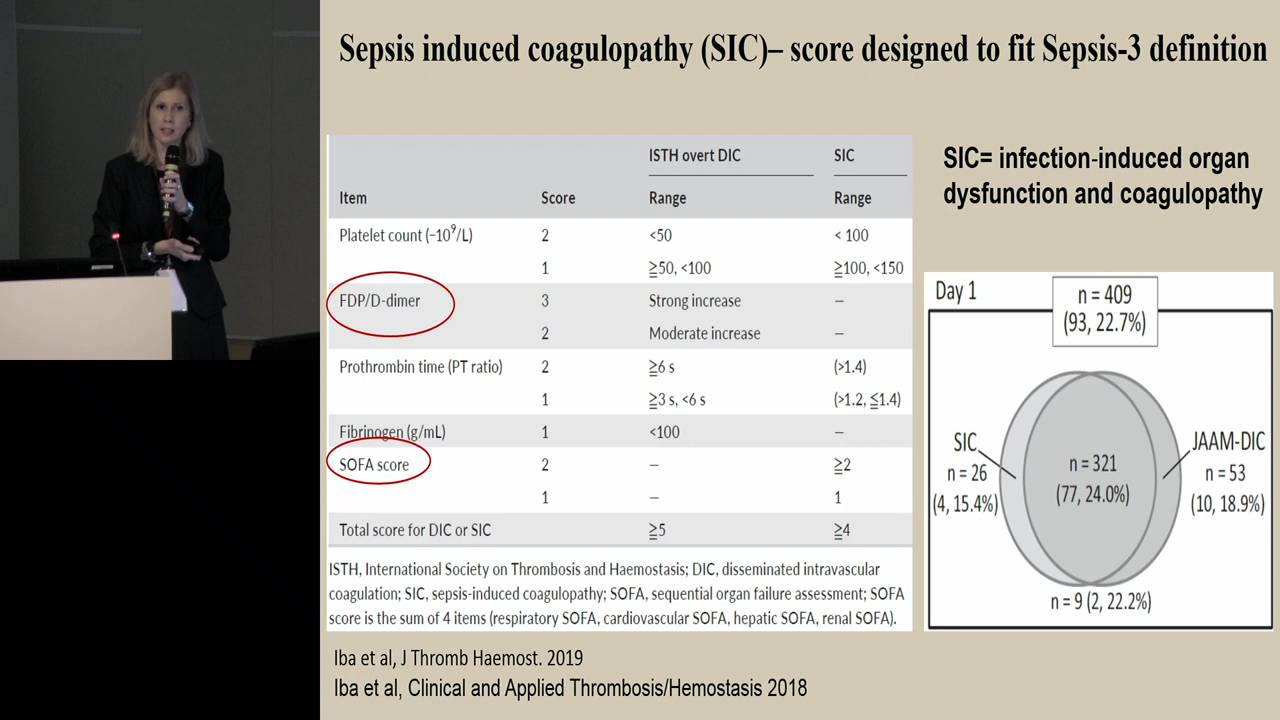 Sepsis induced coagulopathy (SIC)– score designed to fit Sepsis-3 definition
ISTH overt DIC SIC
Item Score Range Range
Platelet count (−10⁹/L) 2 <50 < 100
1 ≧50, <100 ≧100, <150
FDP/D-dimer 3 Strong increase –
2 Moderate increase –
Prothrombin time (PT ratio) 2 ≧6 s (>1.4)
1 ≧3 s, <6 s (>1.2, ≦1.4)
Fibrinogen (g/mL) 1 <100 –
SOFA score 2 – ≧2
1 – 1
Total score for DIC or SIC ≧5 ≧4
ISTH, International Society on Thrombosis and Haemostasis; DIC, disseminated intravascular
coagulation; SIC, sepsis-induced coagulopathy; SOFA, sequential organ failure assessment; SOFA
score is the sum of 4 items (respiratory SOFA, cardiovascular SOFA, hepatic SOFA, renal SOFA).
Iba et al, J Thromb Haemost. 2019
Iba et al, Clinical and Applied Thrombosis/Hemostasis 2018
SIC= infection-induced organ
dysfunction and coagulopathy
Day 1
n = 409
(93, 22.7%)
SIC
n = 26
(4, 15.4%)
n = 321
(77, 24.0%)
JAAM-DIC
n = 53
(10, 18.9%)
n = 9 (2, 22.2%)